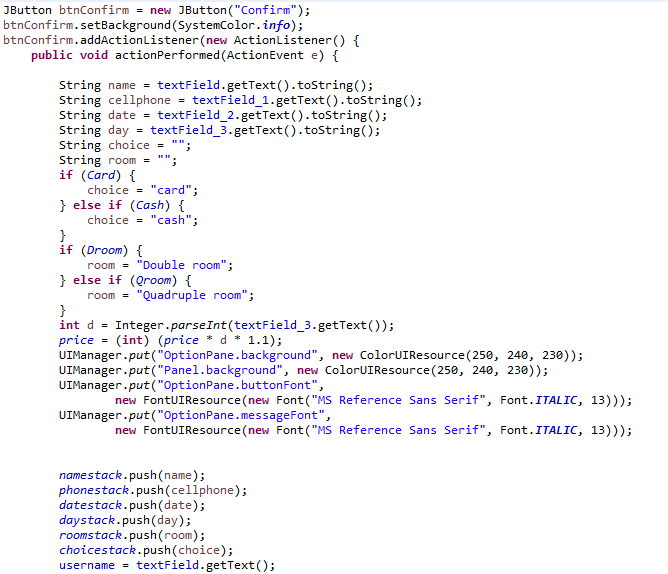 JButton btnConfirm = new JButton("Confirm");
btnConfirm.setBackground(SystemColor.info);
btnConfirm.addActionListener(new ActionListener() {
    public void actionPerformed(ActionEvent e) {

        String name = textField.getText().toString();
        String cellphone = textField_1.getText().toString();
        String date = textField_2.getText().toString();
        String day = textField_3.getText().toString();
        String choice = "";
        String room = "";
        if (Card) {
            choice = "card";
        } else if (Cash) {
            choice = "cash";
        }
        if (Droom) {
            room = "Double room";
        } else if (Qroom) {
            room = "Quadruple room";
        }
        int d = Integer.parseInt(textField_3.getText());
        price = (int) (price * d * 1.1);
        UIManager.put("OptionPane.background", new ColorUIResource(250, 240, 230));
        UIManager.put("Panel.background", new ColorUIResource(250, 240, 230));
        UIManager.put("OptionPane.buttonFont",
                new FontUIResource(new Font("MS Reference Sans Serif", Font.ITALIC, 13)));
        UIManager.put("OptionPane.messageFont",
                new FontUIResource(new Font("MS Reference Sans Serif", Font.ITALIC, 13)));


        namestack.push(name);
        phonestack.push(cellphone);
        datestack.push(date);
        daystack.push(day);
        roomstack.push(room);
        choicestack.push(choice);
        username = textField.getText();